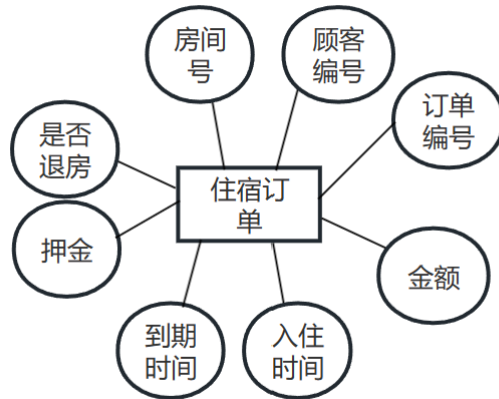 房间
号
顾客
编号
订单
编号
是否
退房
住宿订
单
押金
金额
到期
时间
入住
时间